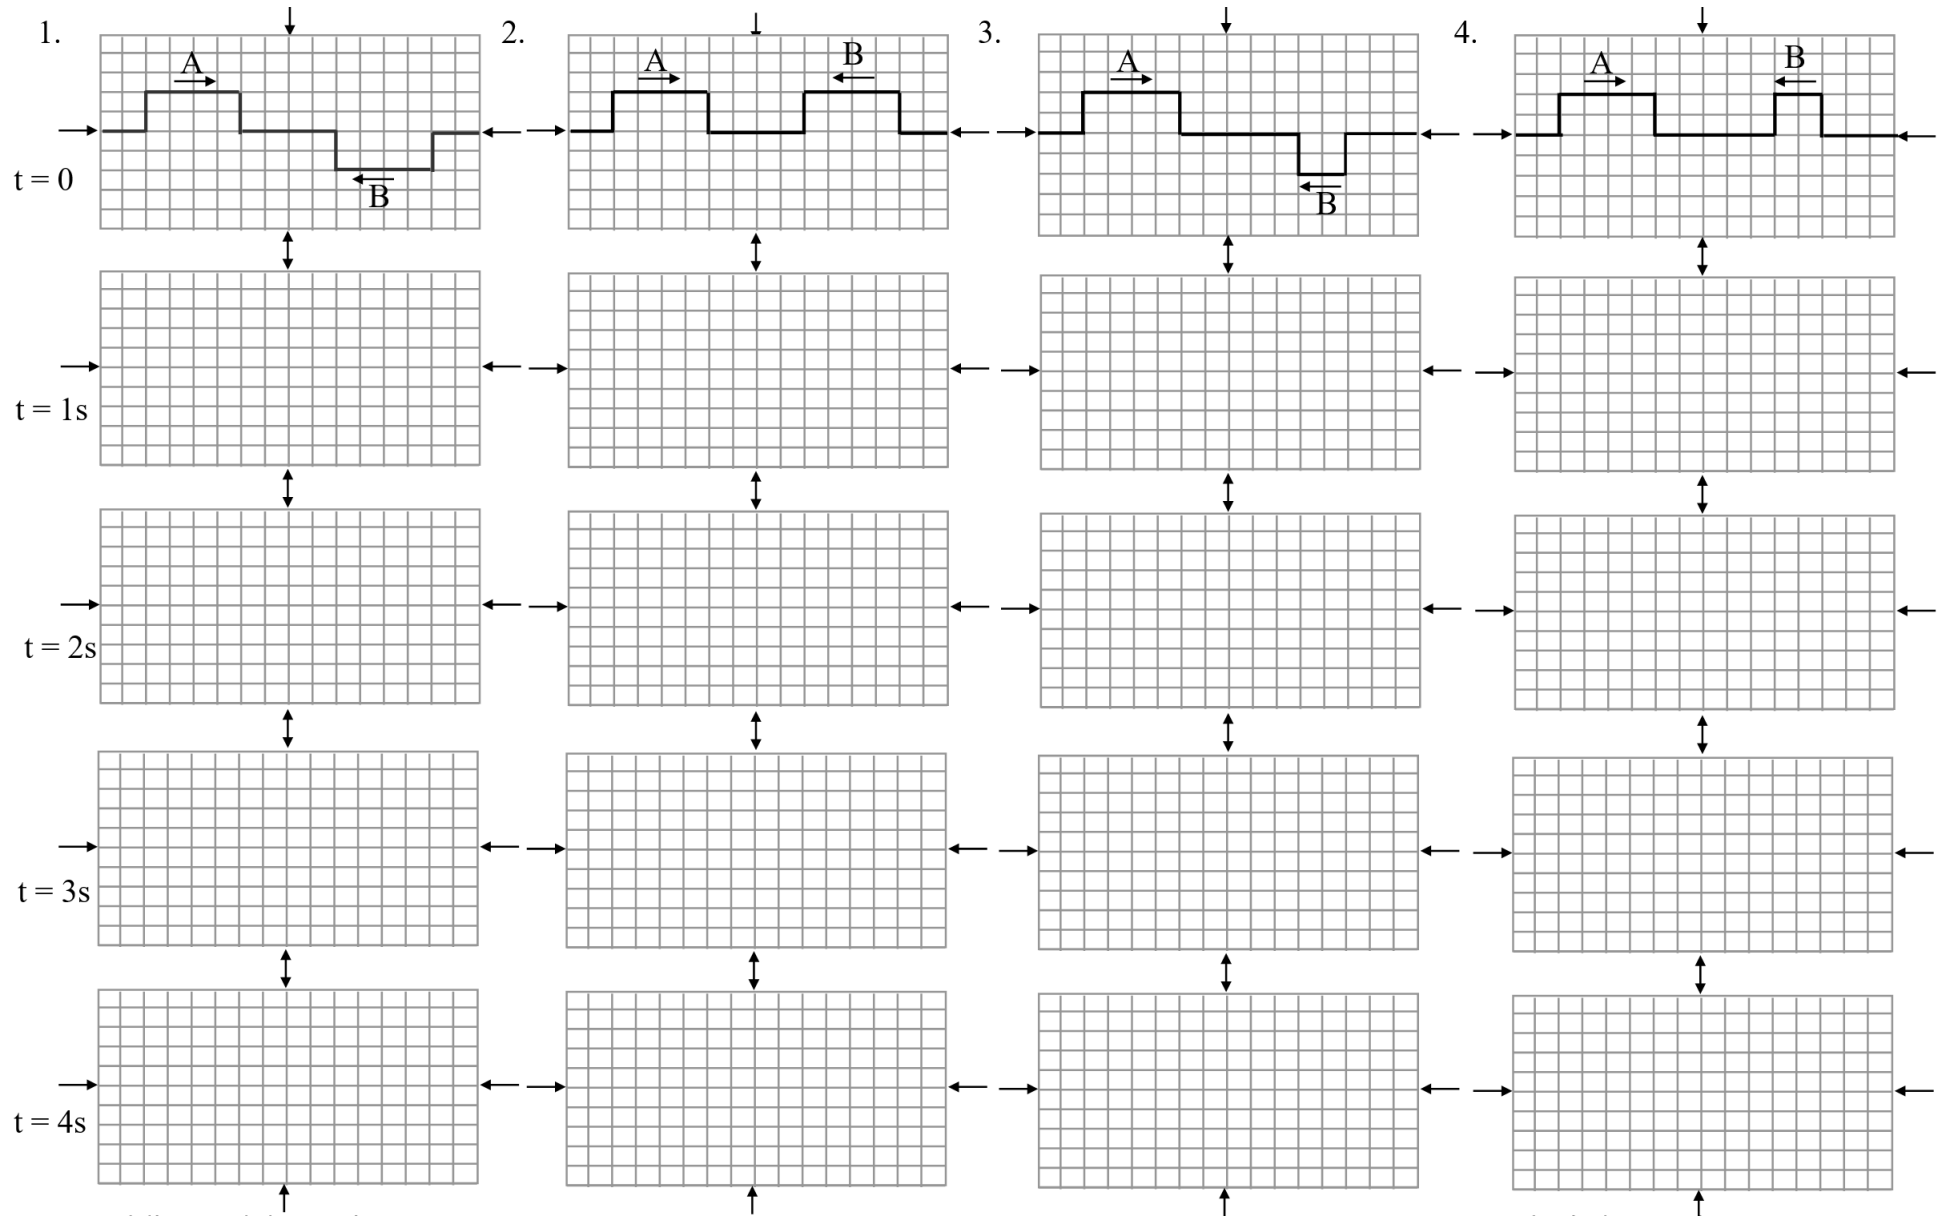 1.
2.
3.
4.
A
B
A
B
A
B
A
B
t = 0
t = 1s
t = 2s
t = 3s
t = 4s